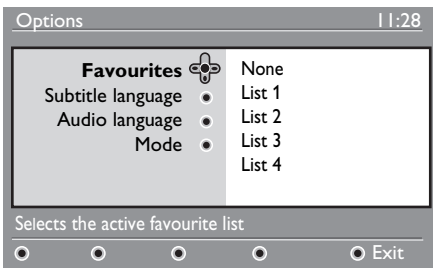 Options 11:28
Favourites
Subtitle language
Audio language
Mode
None
List 1
List 2
List 3
List 4
Selects the active favourite list
Exit